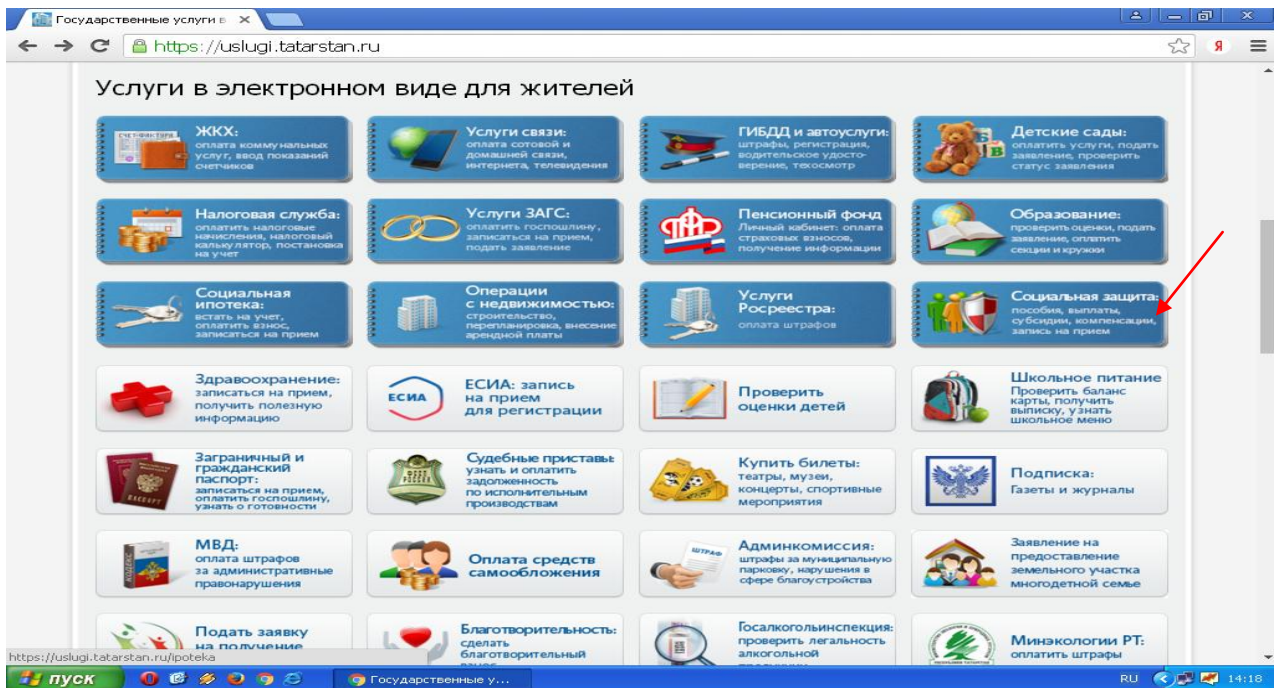 Государственные услуги в
https://uslugi.tatarstan.ru
Я
Услуги в электронном виде для жителей
СЧЕТ-ФАКТУРА
ЖКХ:
оплата коммунальных
услуг, ввод показаний
счетчиков
Услуги связи:
оплата сотовой и
домашней связи,
интернета, телевидения
ГИБДД и автоуслуги:
штрафы, регистрация,
водительское удосто-
верение, техосмотр
Детские сады:
оплатить услуги, подать
заявление, проверить
статус заявления
Налоговая служба:
оплатить налоговые
начисления, налоговый
калькулятор, постановка
на учет
Услуги ЗАГС:
оплатить госпошлину,
записаться на прием,
подать заявление
Пенсионный фонд
Личный кабинет: оплата
страховых взносов,
получение информации
Образование:
проверить оценки, подать
заявление, оплатить
секции и кружки
Социальная
ипотека:
встать на учет,
оплатить взнос,
записаться на прием
Операции
с недвижимостью:
строительство,
перепланировка, внесение
арендной платы
Услуги
Росреестра:
оплата штрафов
Социальная защита:
пособия, выплаты,
субсидии, компенсации,
запись на прием
Здравоохранение:
записаться на прием,
получить полезную
информацию
ЕСИА
ЕСИА: запись
на прием
для регистрации
Проверить
оценки детей
Школьное питание
Проверить баланс
карты, получить
выписку, узнать
школьное меню
Заграничный и
гражданский
паспорт:
записаться на прием,
оплатить госпошлину,
узнать о готовности
Судебные приставы:
узнать и оплатить
задолженность
по исполнительным
производствам
Купить билеты:
театры, музеи,
концерты, спортивные
мероприятия
Подписка:
Газеты и журналы
КОДЕКС
МВД:
оплата штрафов
за административные
правонарушения
Оплата средств
самообложения
ШТРАФ
Админкомиссия:
штрафы за муниципальную
парковку, нарушения в
сфере благоустройства
Заявление на
предоставление
земельного участка
многодетной семье
Подать заявку
на получение
Благотворительность:
сделать
благотворительный
взнос
Госалкогольинспекция:
проверить легальность
алкогольной
продукции
Минэкологии РТ:
оплатить штрафы
https://uslugi.tatarstan.ru/ipoteka
пуск
Государственные у...
RU
14:18